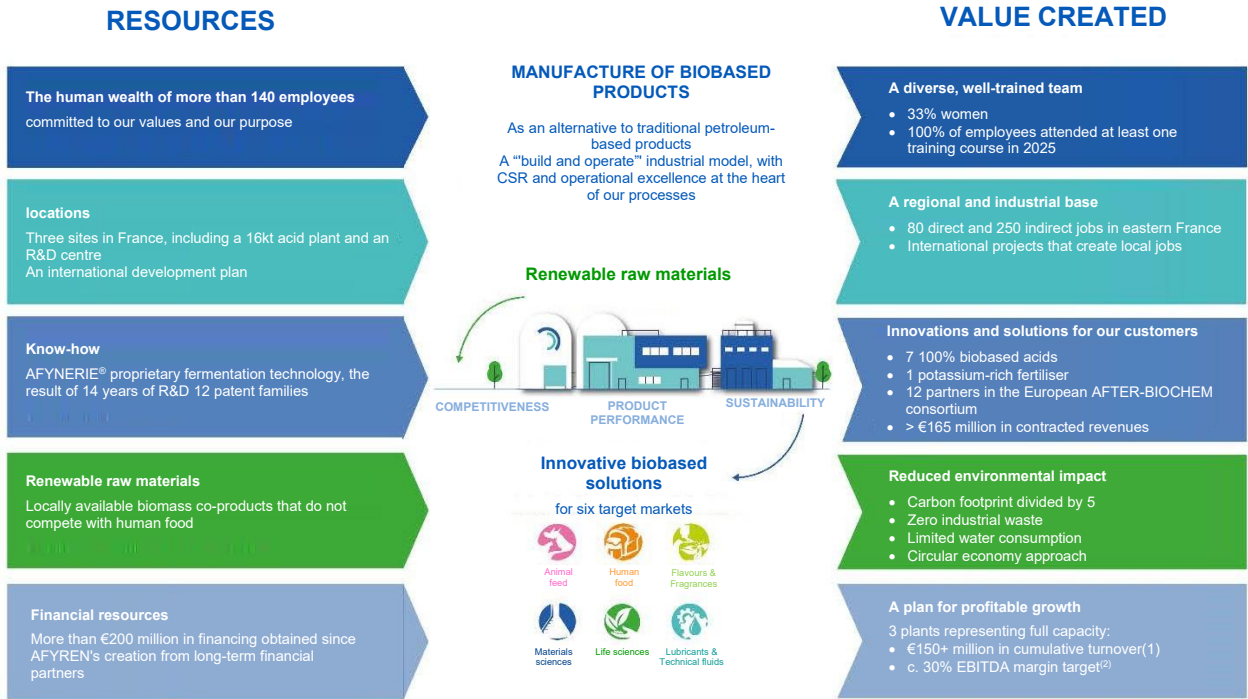 RESOURCES
The human wealth of more than 140 employees
committed to our values and our purpose
locations
Three sites in France, including a 16kt acid plant and an
R&D centre
An international development plan
Know-how
AFYNERIE® proprietary fermentation technology, the
result of 14 years of R&D 12 patent families
Renewable raw materials
Locally available biomass co-products that do not
compete with human food
Financial resources
More than €200 million in financing obtained since
AFYREN's creation from long-term financial
partners
MANUFACTURE OF BIOBASED
PRODUCTS
As an alternative to traditional petroleum-
based products
A “'build and operate”' industrial model, with
CSR and operational excellence at the heart
of our processes
Renewable raw materials
COMPETITIVENESS
PRODUCT
PERFORMANCE
SUSTAINABILITY
Innovative biobased
solutions
for six target markets
Animal
feed
Human
food
Flavours &
Fragrances
Materials
sciences
Life sciences
Lubricants &
Technical fluids
VALUE CREATED
A diverse, well-trained team
• 33% women
• 100% of employees attended at least one
training course in 2025
A regional and industrial base
• 80 direct and 250 indirect jobs in eastern France
• International projects that create local jobs
Innovations and solutions for our customers
• 7 100% biobased acids
• 1 potassium-rich fertiliser
• 12 partners in the European AFTER-BIOCHEM
consortium
• > €165 million in contracted revenues
Reduced environmental impact
• Carbon footprint divided by 5
• Zero industrial waste
• Limited water consumption
• Circular economy approach
A plan for profitable growth
3 plants representing full capacity:
• €150+ million in cumulative turnover(1)
• c. 30% EBITDA margin target(2)